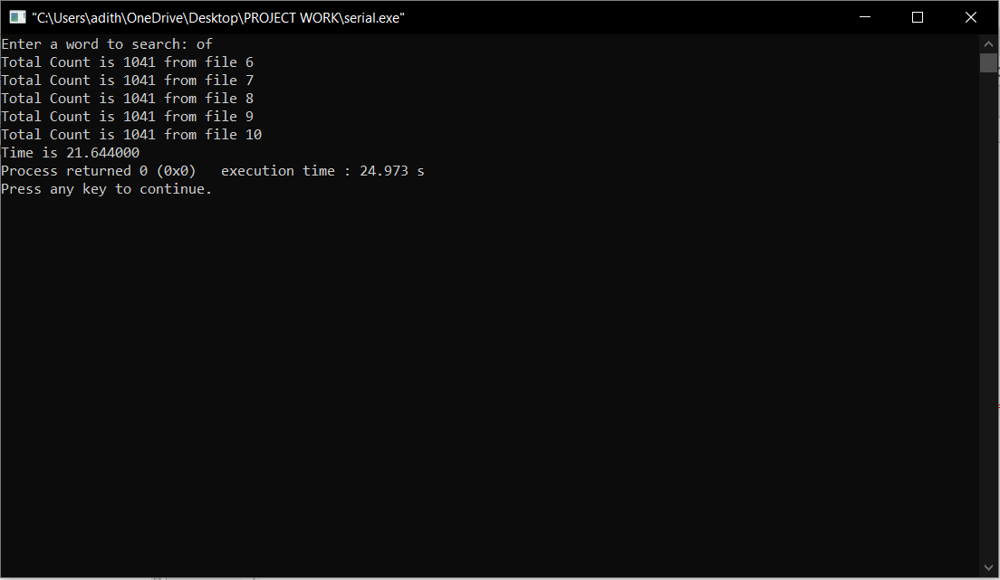 "C:\Users\adith\OneDrive\Desktop\PROJECT WORK\serial.exe"
Enter a word to search: of
Total Count is 1041 from file 6
Total Count is 1041 from file 7
Total Count is 1041 from file 8
Total Count is 1041 from file 9
Total Count is 1041 from file 10
Time is 21.644000
Process returned 0 (0x0)   execution time : 24.973 s
Press any key to continue.